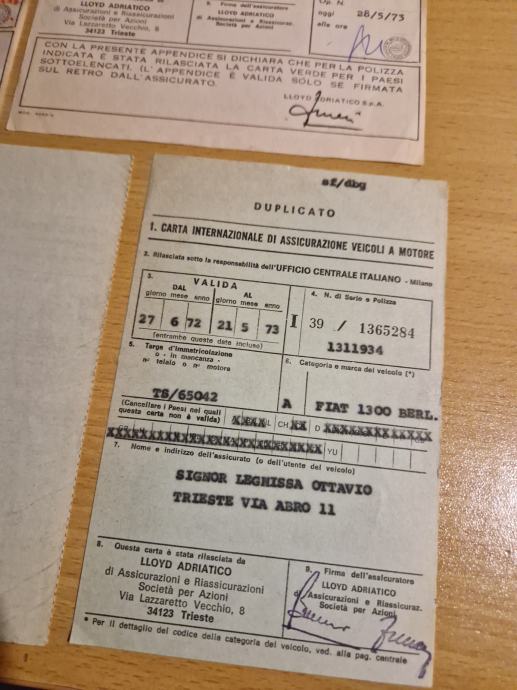 LLOYD ADRIATICO
di Assicurazioni e Riassicurazioni
Società per Azioni
Via Lazzaretto Vecchio, 8
34123 Trieste
Firma dell'assicuratore
LLOYD ADRIATICO
di Assicurazioni e Riassicuraz.
Società per Azioni
Op. N.
oggi 28/5/73
alle ore
CON LA PRESENTE APPENDICE SI DICHIARA CHE PER LA POLIZZA
INDICATA È STATA RILASCIATA LA CARTA VERDE PER I PAESI
SOTTOELENCATI. (L'APPENDICE È VALIDA SOLO SE FIRMATA
SUL RETRO DALL'ASSICURATO.
LLOYD ADRIATICO S.p.A.
sf/dbg
DUPLICATO
1. CARTA INTERNAZIONALE DI ASSICURAZIONE VEICOLI A MOTORE
2. Rilasciata sotto la responsabilità dell'UFFICIO CENTRALE ITALIANO - Milano
3. VALIDA
DAL AL
giorno mese anno giorno mese anno
27 6 72 21 5 73
(entrambe queste date incluse)
4. N. di Serie e Polizza
I 39 / 1365284
1311934
5. Targa d'immatricolazione
o - in mancanza -
n° telaio o n° motore
TS/65042
6. Categoria e marca del veicolo (*)
A FIAT 1300 BERL.
(Cancellare i Paesi nei quali
questa carta non è valida)
L CH D
YU
7. Nome e indirizzo dell'assicurato (o dell'utente del veicolo)
SIGNOR LEGHISSA OTTAVIO
TRIESTE VIA ABRO 11
8. Questa carta è stata rilasciata da
LLOYD ADRIATICO
di Assicurazioni e Riassicurazioni
Società per Azioni
Via Lazzaretto Vecchio, 8
34123 Trieste
9. Firma dell'assicuratore
LLOYD ADRIATICO
di Assicurazioni e Riassicuraz.
Società per Azioni
* Per il dettaglio del codice della categoria del veicolo, ved. alla pag. centrale